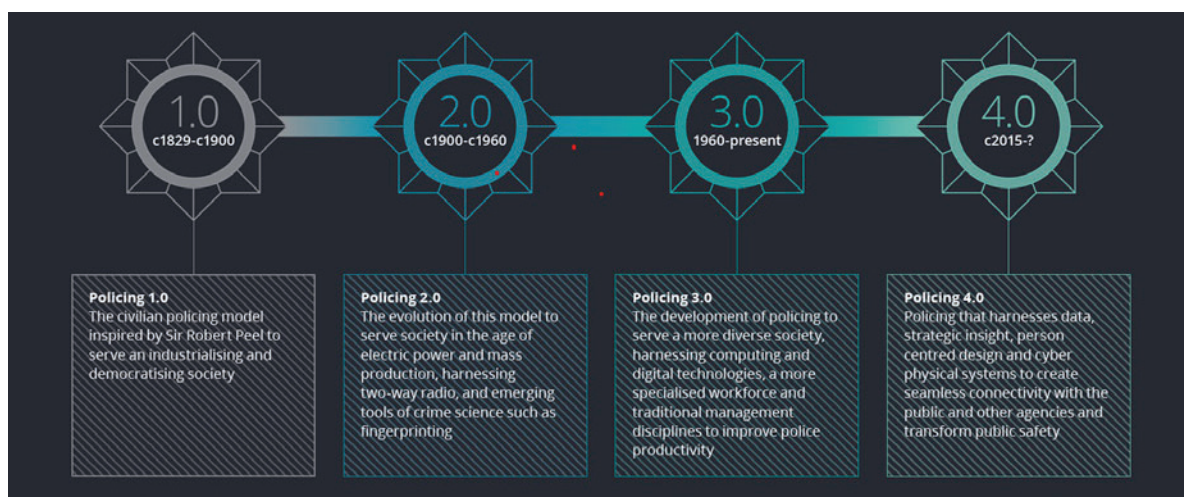 1.0
c1829-c1900
2.0
c1900-c1960
3.0
1960-present
4.0
c2015-?
Policing 1.0
The civilian policing model
inspired by Sir Robert Peel to
serve an industrialising and
democratising society
Policing 2.0
The evolution of this model to
serve society in the age of
electric power and mass
production, harnessing
two-way radio, and emerging
tools of crime science such as
fingerprinting
Policing 3.0
The development of policing to
serve a more diverse society,
harnessing computing and
digital technologies, a more
specialised workforce and
traditional management
disciplines to improve police
productivity
Policing 4.0
Policing that harnesses data,
strategic insight, person
centred design and cyber
physical systems to create
seamless connectivity with the
public and other agencies and
transform public safety